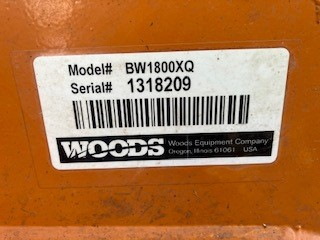 Model# BW1800XQ
Serial# 1318209
WOODS
Woods Equipment Company
Oregon, Illinois 61061 USA